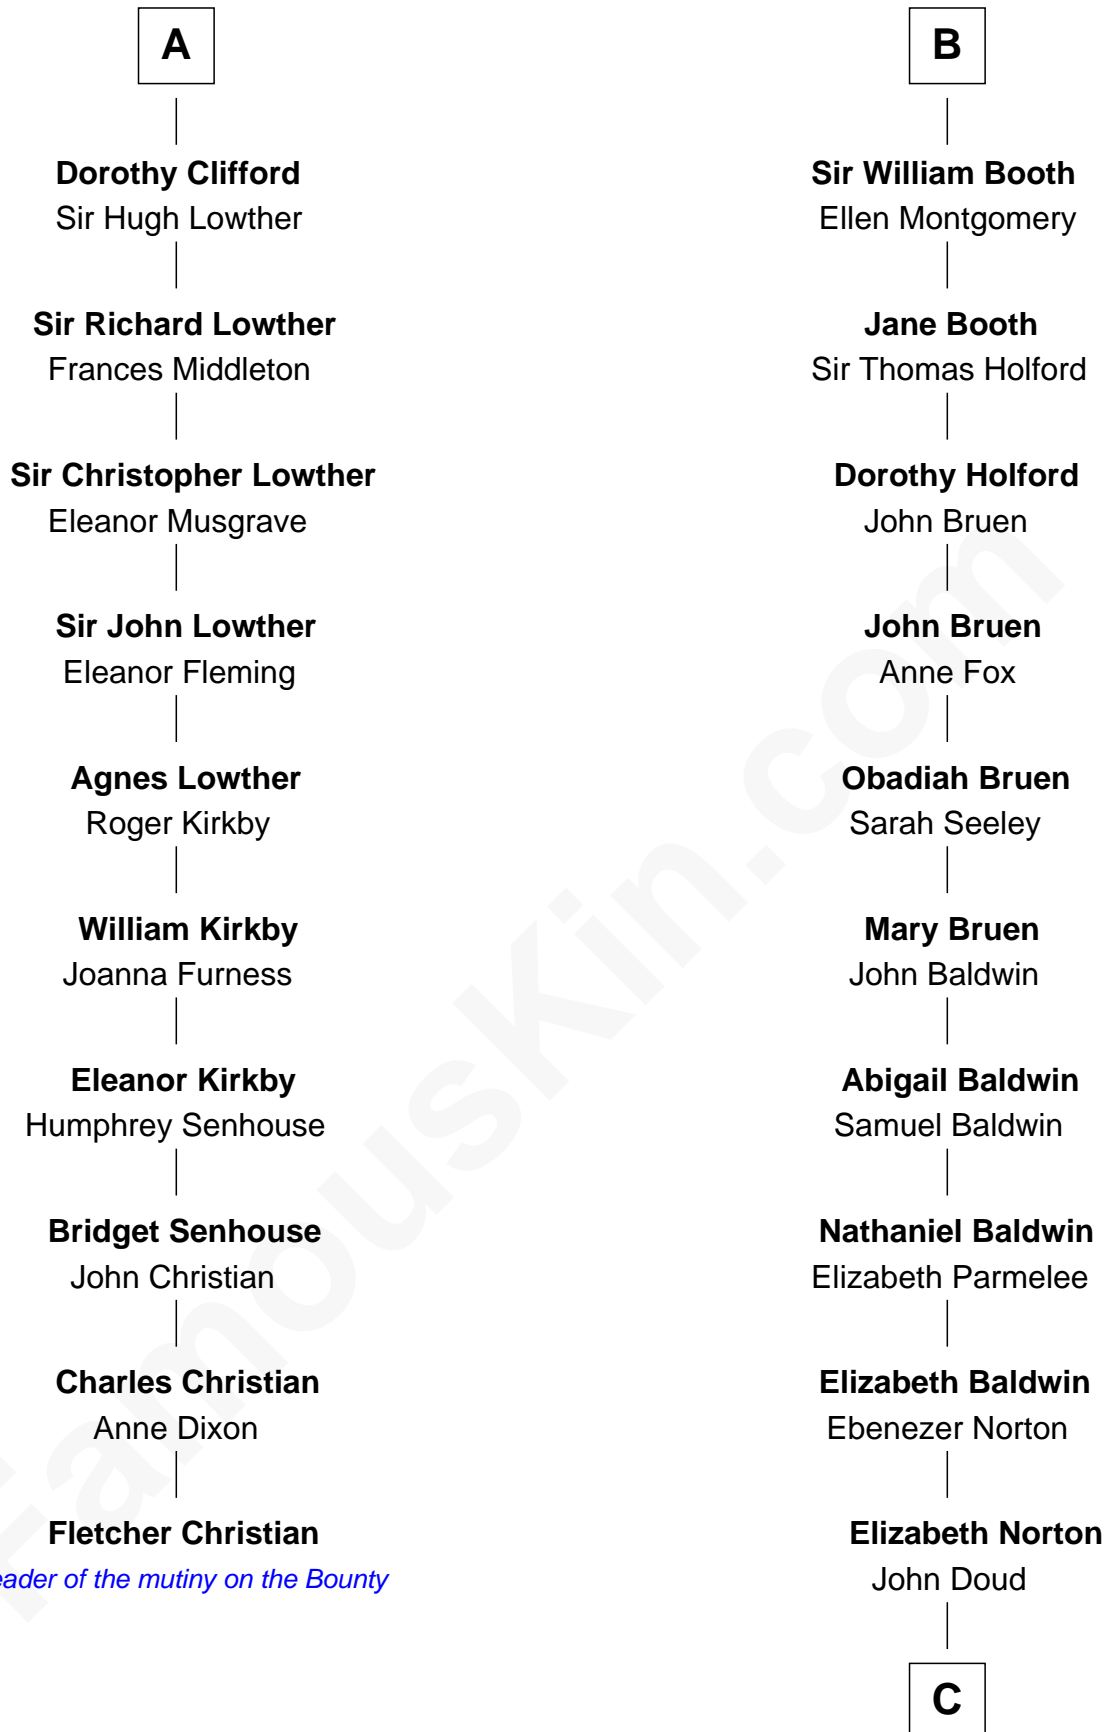 A
Dorothy Clifford
Sir Hugh Lowther
Sir Richard Lowther
Frances Middleton
Sir Christopher Lowther
Eleanor Musgrave
Sir John Lowther
Eleanor Fleming
Agnes Lowther
Roger Kirkby
William Kirkby
Joanna Furness
Eleanor Kirkby
Humphrey Senhouse
Bridget Senhouse
John Christian
Charles Christian
Anne Dixon
Fletcher Christian
eader of the mutiny on the Bounty
B
Sir William Booth
Ellen Montgomery
Jane Booth
Sir Thomas Holford
Dorothy Holford
John Bruen
John Bruen
Anne Fox
Obadiah Bruen
Sarah Seeley
Mary Bruen
John Baldwin
Abigail Baldwin
Samuel Baldwin
Nathaniel Baldwin
Elizabeth Parmelee
Elizabeth Baldwin
Ebenezer Norton
Elizabeth Norton
John Doud
C
FamousKin.com